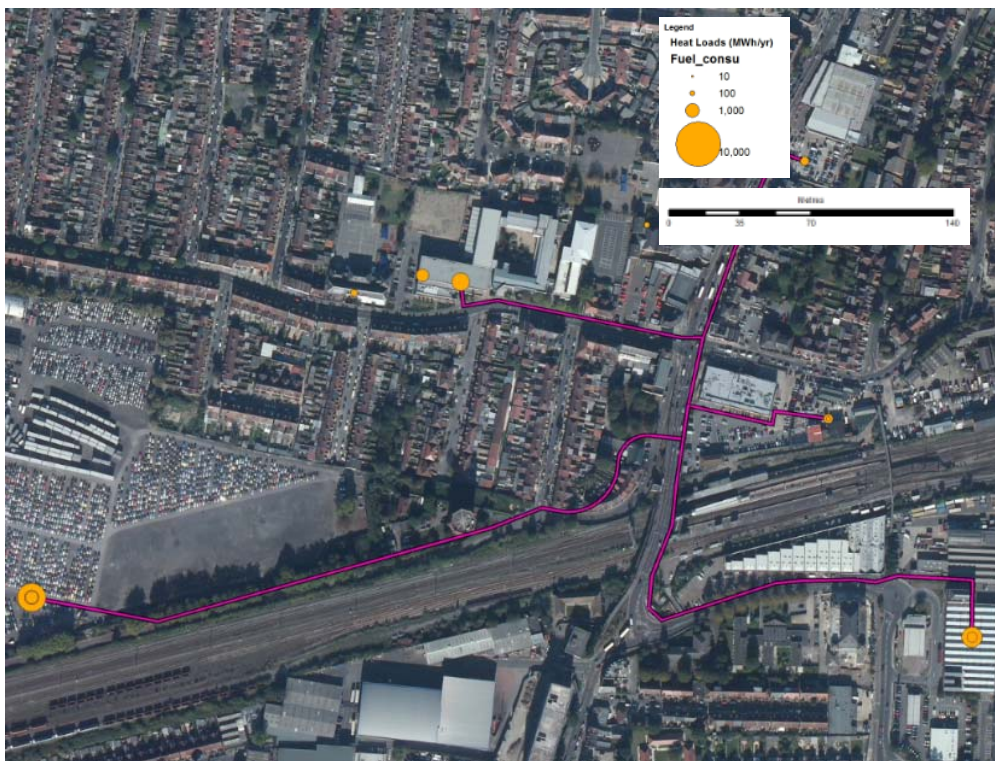 Legend
Heat Loads (MWh/yr)
Fuel_consu
10
100
1,000
10,000
Metres
0 35 70 140